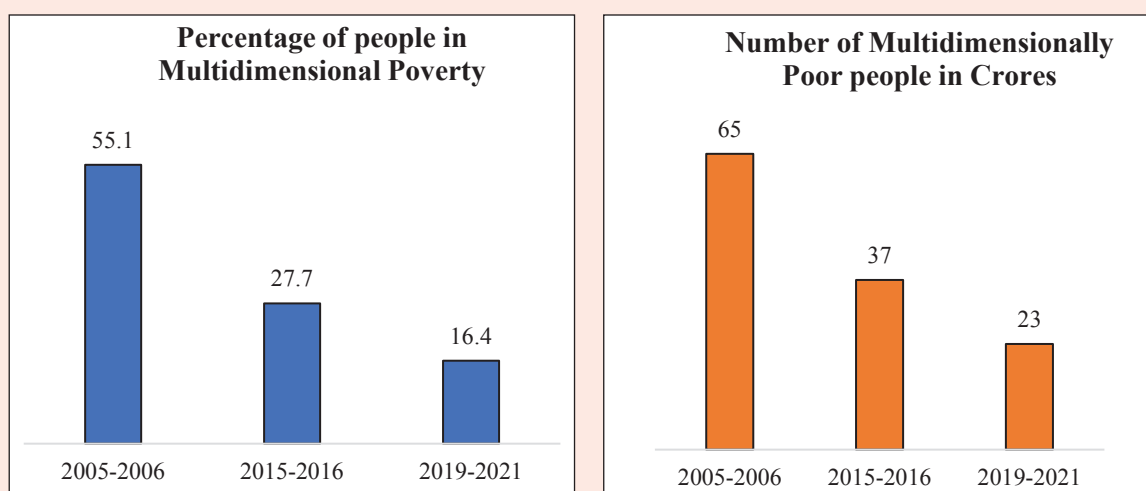 Percentage of people in
Multidimensional Poverty
55.1
27.7
16.4
2005-2006 2015-2016 2019-2021
Number of Multidimensionally
Poor people in Crores
65
37
23
2005-2006 2015-2016 2019-2021